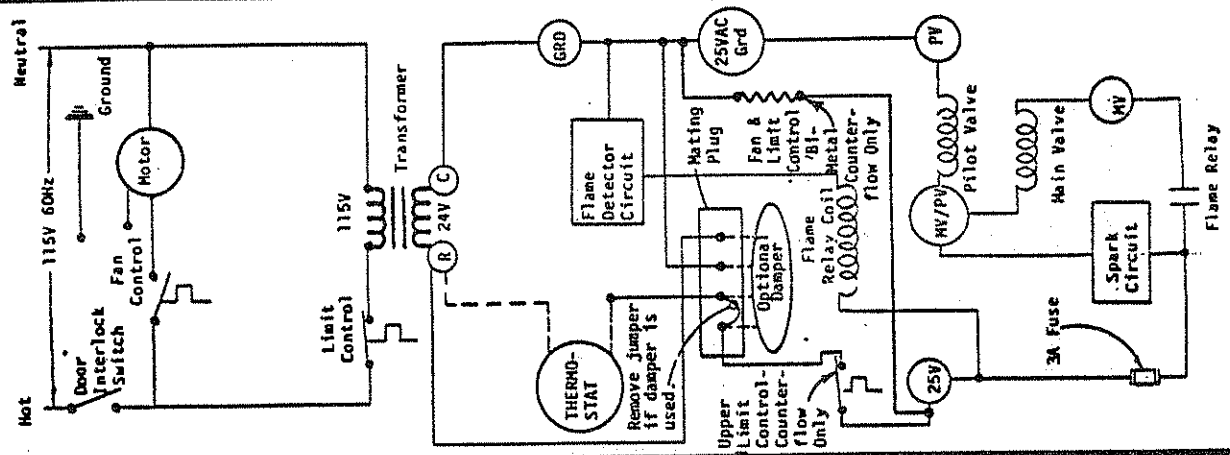 Neutral
115V 60Hz
Hot
Ground
Motor
Fan
Control
Door
Interlock
Switch
Limit
Control
115V
Transformer
24V
R
C
THERMO-
STAT
GRD
Flame
Detector
Circuit
Remove jumper
if damper is
used.
Mating
Plug
Optional
Damper
25VAC
Grd
Fan &
Limit
Control
'Bi-
Metal-
Counter-
flow Only
Flame
Relay Coil
Upper
Limit
Control-
Counter-
flow
Only
25V
PV
Pilot Valve
MV/PV
Main Valve
MV
Spark
Circuit
3A Fuse
Flame Relay